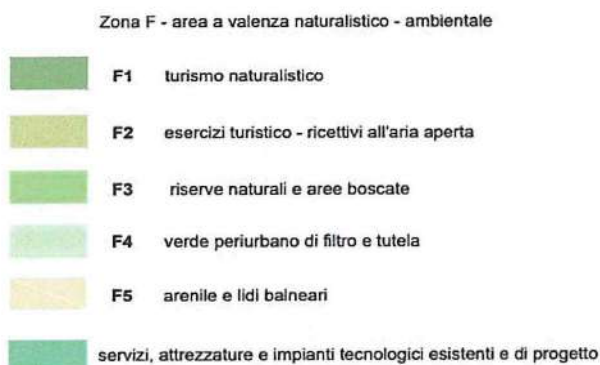 Zona F - area a valenza naturalistico - ambientale
F1 turismo naturalistico
F2 esercizi turistico - ricettivi all'aria aperta
F3 riserve naturali e aree boscate
F4 verde periurbano di filtro e tutela
F5 arenile e lidi balneari
servizi, attrezzature e impianti tecnologici esistenti e di progetto